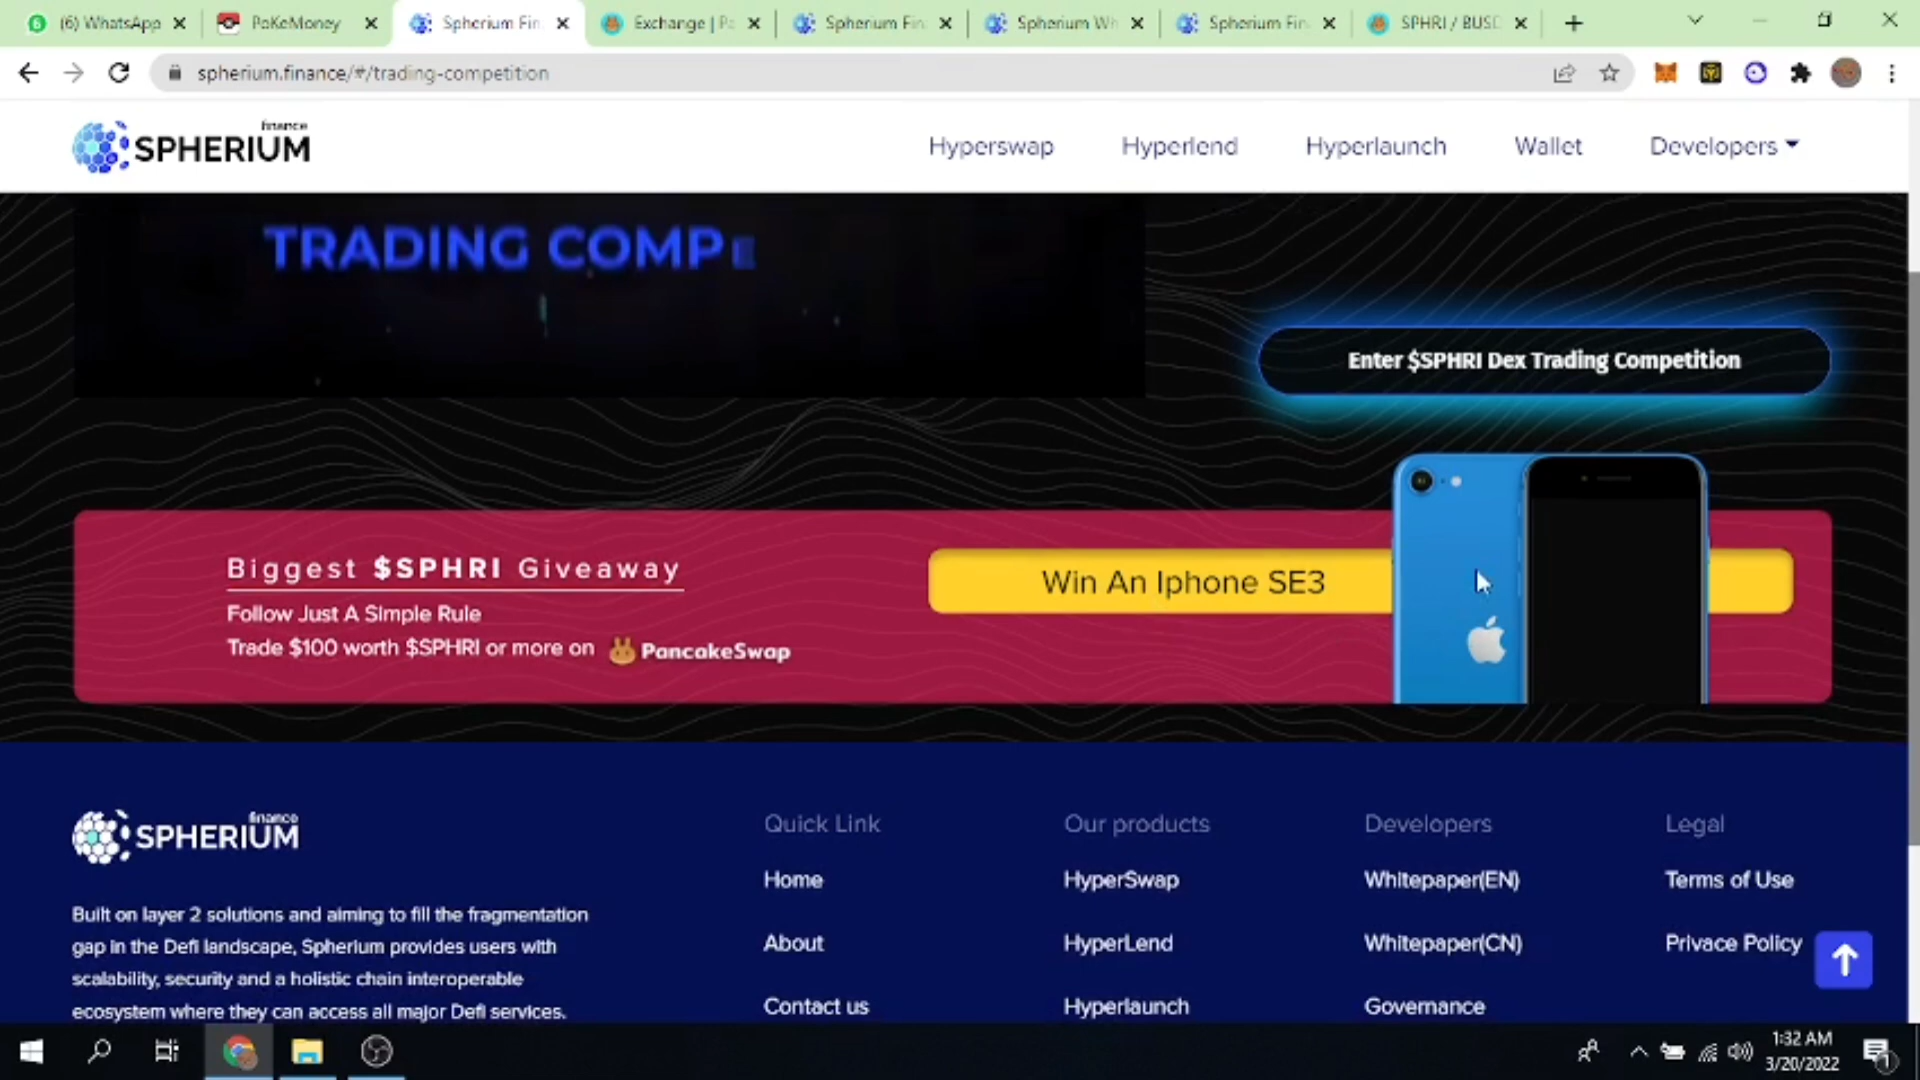 (6) WhatsApp
PoKeMoney
Spherium Fin
Exchange | Pa
Spherium Fin
Spherium Wh
Spherium Fin
SPHRI / BUSD
spherium.finance/#/trading-competition
finance
SPHERIUM
Hyperswap
Hyperlend
Hyperlaunch
Wallet
Developers
TRADING COMPE
Enter $SPHRI Dex Trading Competition
Biggest $SPHRI Giveaway
Follow Just A Simple Rule
Trade $100 worth $SPHRI or more on PancakeSwap
Win An Iphone SE3
finance
SPHERIUM
Built on layer 2 solutions and aiming to fill the fragmentation
gap in the Defi landscape, Spherium provides users with
scalability, security and a holistic chain interoperable
ecosystem where they can access all major Defi services.
Quick Link
Home
About
Contact us
Our products
HyperSwap
HyperLend
Hyperlaunch
Developers
Whitepaper(EN)
Whitepaper(CN)
Governance
Legal
Terms of Use
Privace Policy
1:32 AM
3/20/2022
1